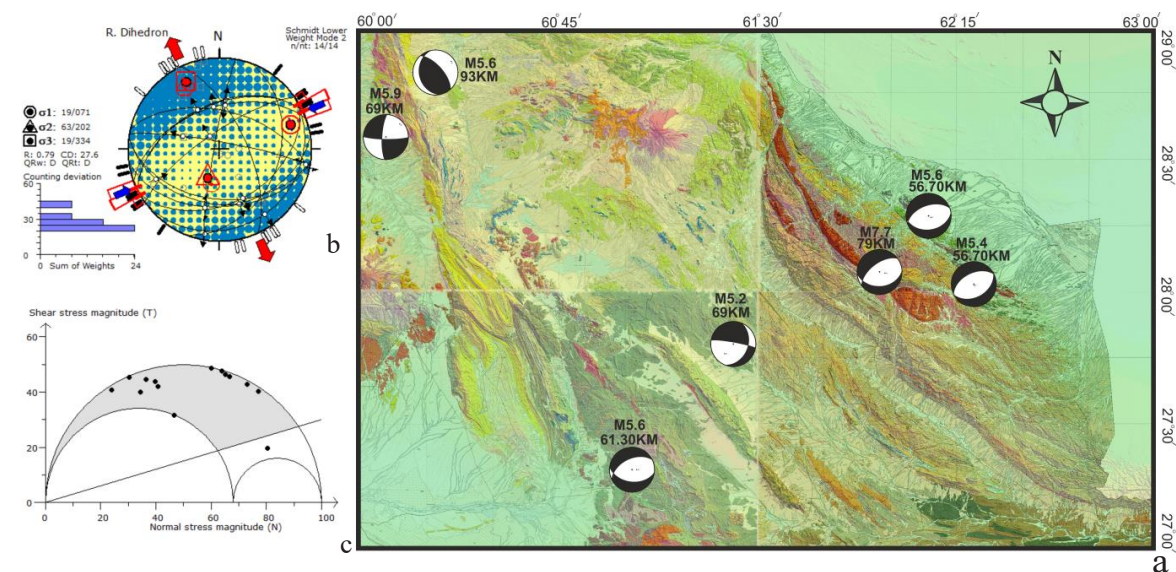 R. Dihedron
N
Schmidt Lower
Weight Mode 2
n/nt: 14/14
σ1: 19/071
σ2: 63/202
σ3: 19/334
R: 0.79 CD: 27.6
QRw: D QRt: D
Counting deviation
60
30
0
0 Sum of Weights 24
b
Shear stress magnitude (T)
60
40
20
0
0 20 40 60 80 100
Normal stress magnitude (N)
c
60°00' 60°45' 61°30' 62°15' 63°00'
29°00'
28°30'
28°00'
27°30'
27°00'
N
M5.6
93KM
M5.9
69KM
M5.6
56.70KM
M7.7
79KM
M5.4
56.70KM
M5.2
69KM
M5.6
61.30KM
a